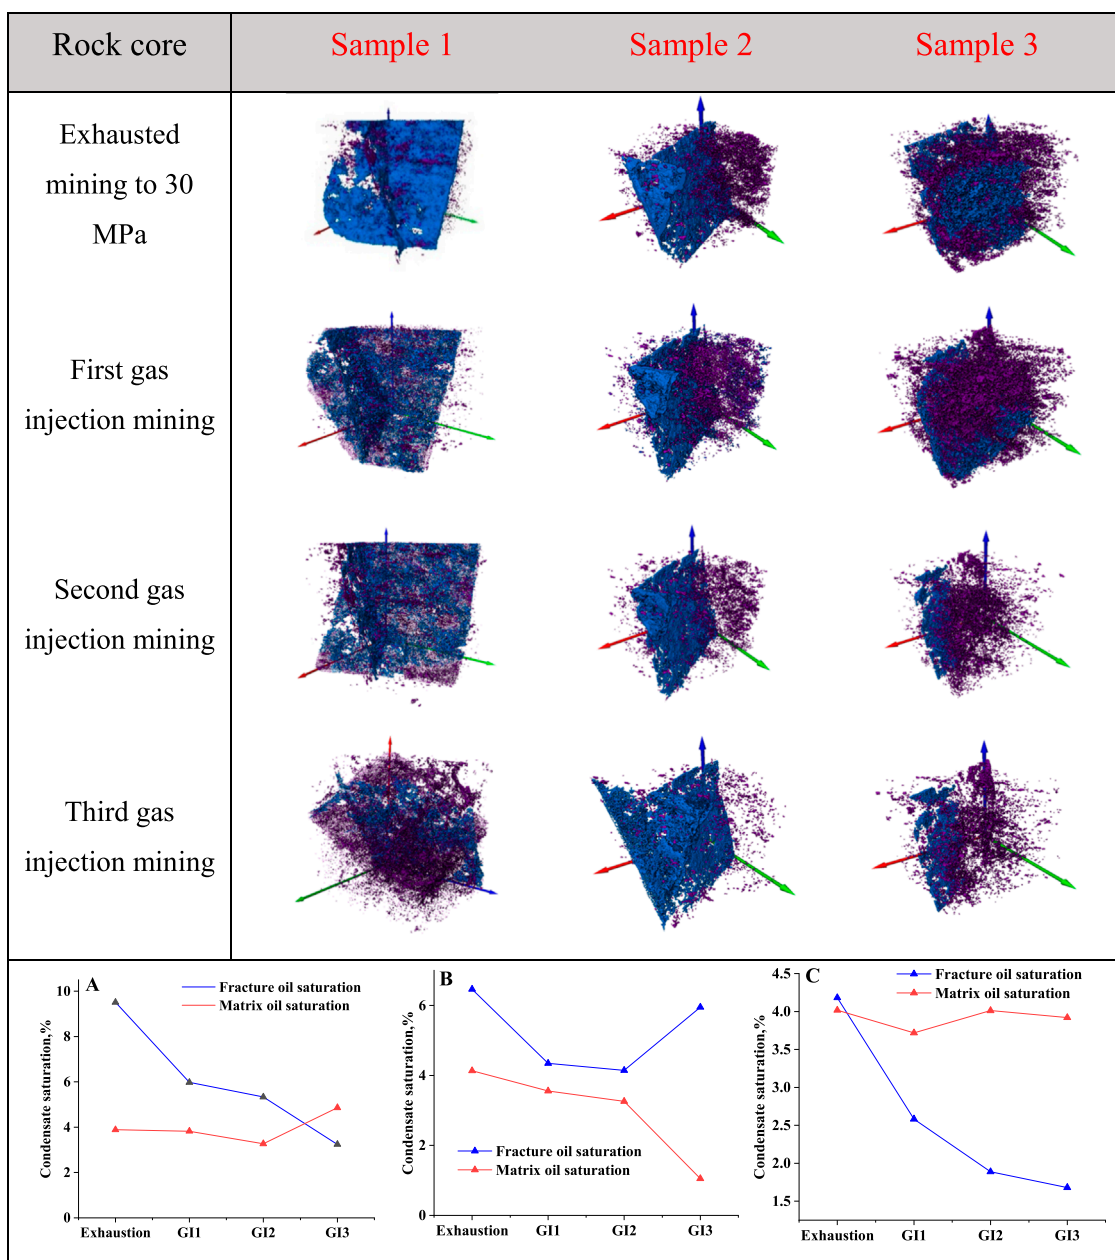 Rock core
Sample 1
Sample 2
Sample 3
Exhausted
mining to 30
MPa
First gas
injection mining
Second gas
injection mining
Third gas
injection mining
A
Fracture oil saturation
Matrix oil saturation
Condensate saturation,%
10
8
6
4
2
0
Exhaustion
GI1
GI2
GI3
B
Fracture oil saturation
Matrix oil saturation
Condensate saturation,%
6
4
2
0
Exhaustion
GI1
GI2
GI3
C
Fracture oil saturation
Matrix oil saturation
Condensate saturation,%
4.5
4.0
3.5
3.0
2.5
2.0
1.5
Exhaustion
GI1
GI2
GI3